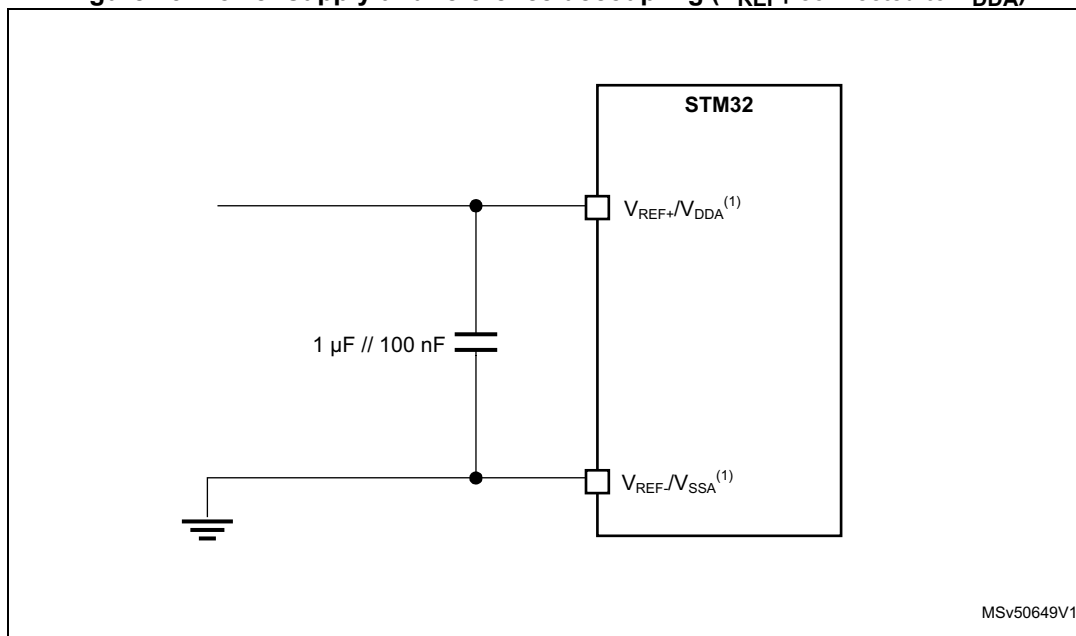 STM32
V_REF+/V_DDA^(1)
1 µF // 100 nF
V_REF-/V_SSA^(1)
MSv50649V1